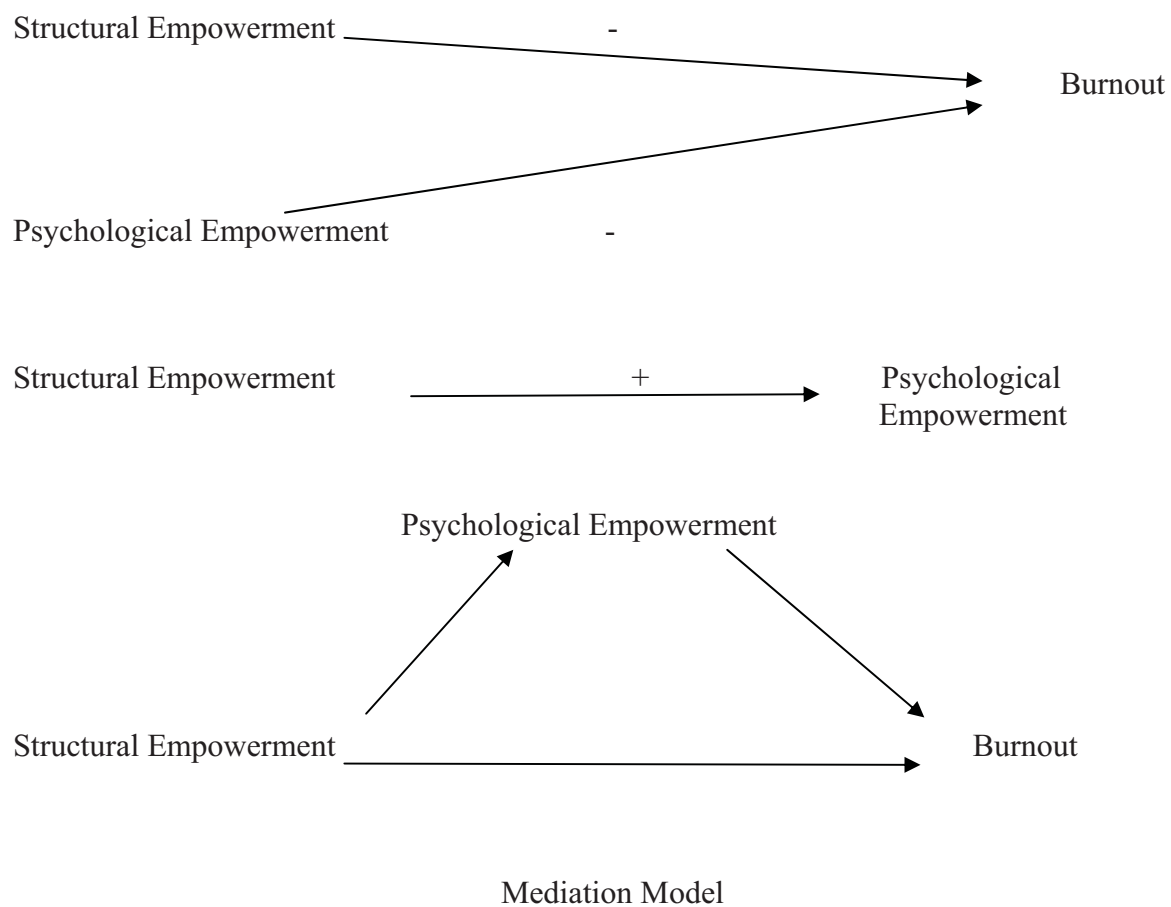 Structural Empowerment -
Burnout
Psychological Empowerment -
Structural Empowerment + Psychological
Empowerment
Psychological Empowerment
Structural Empowerment Burnout
Mediation Model